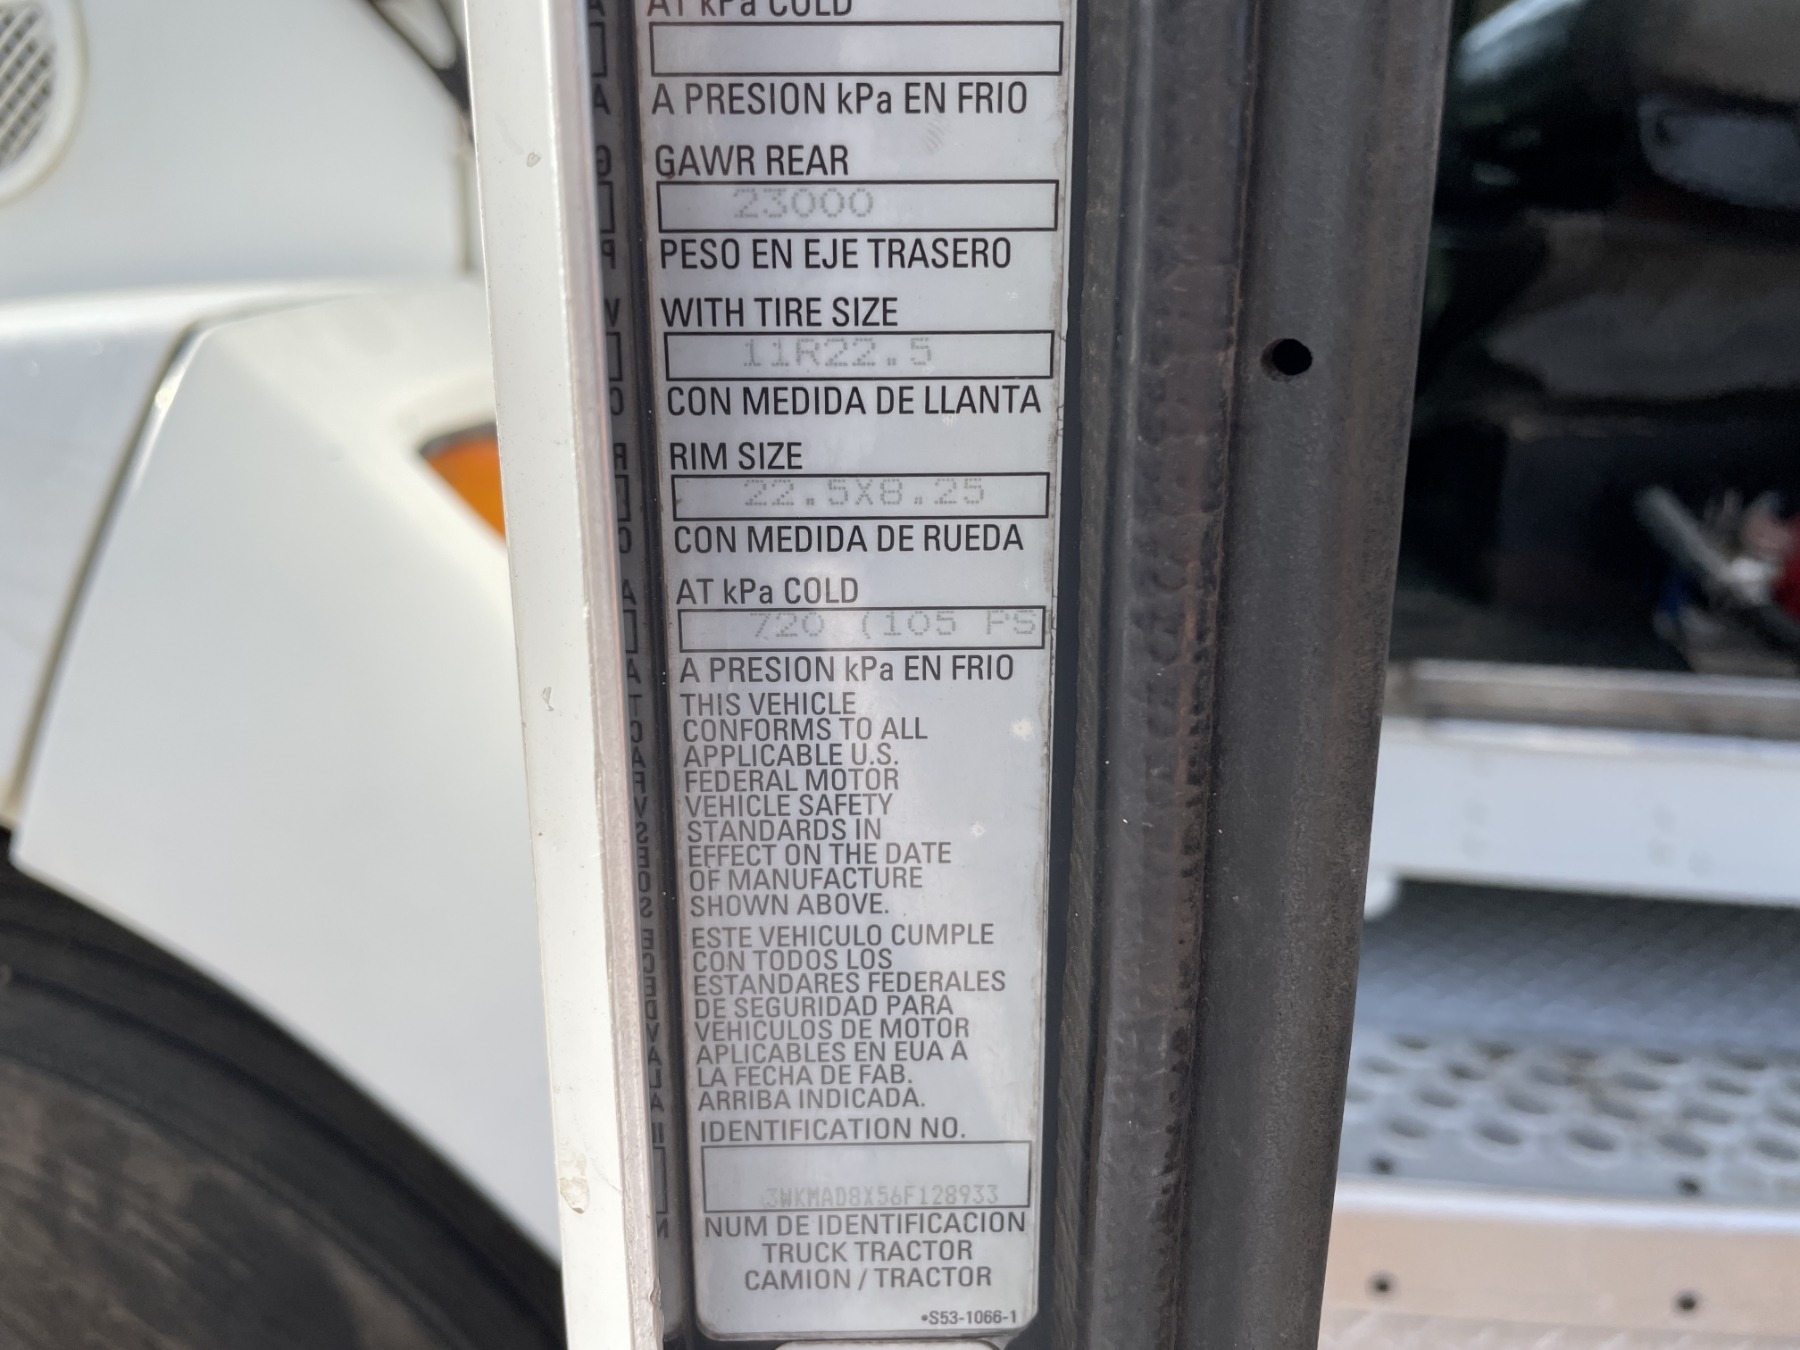 AT kPa COLD
A PRESION kPa EN FRIO
GAWR REAR
23000
PESO EN EJE TRASERO
WITH TIRE SIZE
11R22.5
CON MEDIDA DE LLANTA
RIM SIZE
22.5X8.25
CON MEDIDA DE RUEDA
AT kPa COLD
720 (105 PS
A PRESION kPa EN FRIO
THIS VEHICLE
CONFORMS TO ALL
APPLICABLE U.S.
FEDERAL MOTOR
VEHICLE SAFETY
STANDARDS IN
EFFECT ON THE DATE
OF MANUFACTURE
SHOWN ABOVE.
ESTE VEHICULO CUMPLE
CON TODOS LOS
ESTANDARES FEDERALES
DE SEGURIDAD PARA
VEHICULOS DE MOTOR
APLICABLES EN EUA A
LA FECHA DE FAB.
ARRIBA INDICADA.
IDENTIFICATION NO.
3WKMAD8X56F128933
NUM DE IDENTIFICACION
TRUCK TRACTOR
CAMION / TRACTOR
•S53-1066-1